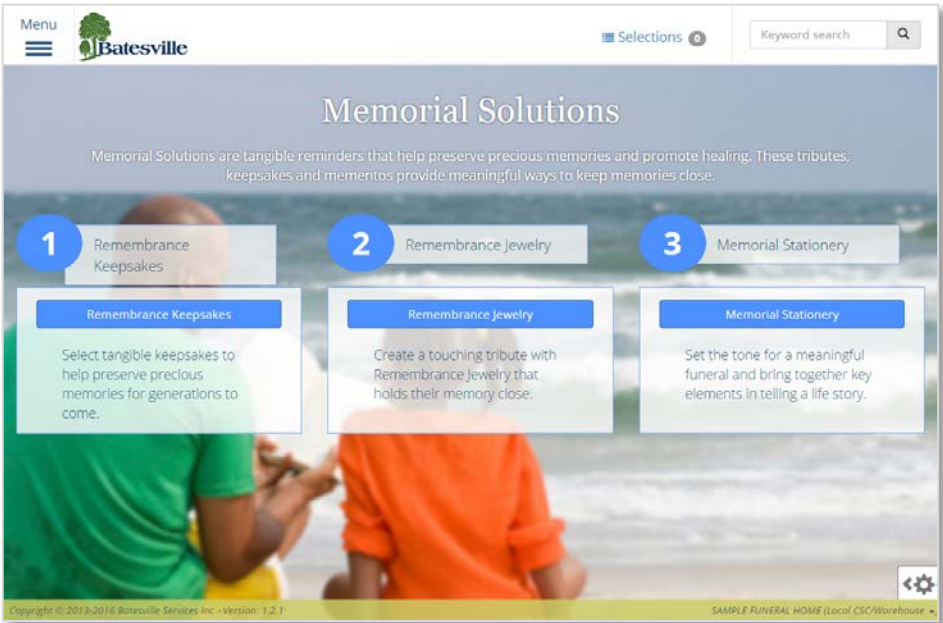 Menu
Batesville
Selections 0
Keyword search
Memorial Solutions
Memorial Solutions are tangible reminders that help preserve precious memories and promote healing. These tributes,
keepsakes and mementos provide meaningful ways to keep memories close.
1
Remembrance
Keepsakes
Remembrance Keepsakes
Select tangible keepsakes to
help preserve precious
memories for generations to
come.
2
Remembrance Jewelry
Remembrance Jewelry
Create a touching tribute with
Remembrance Jewelry that
holds their memory close.
3
Memorial Stationery
Memorial Stationery
Set the tone for a meaningful
funeral and bring together key
elements in telling a life story.
Copyright © 2013-2016 Batesville Services Inc - Version: 1.2.1
SAMPLE FUNERAL HOME (Local CSC/Warehouse